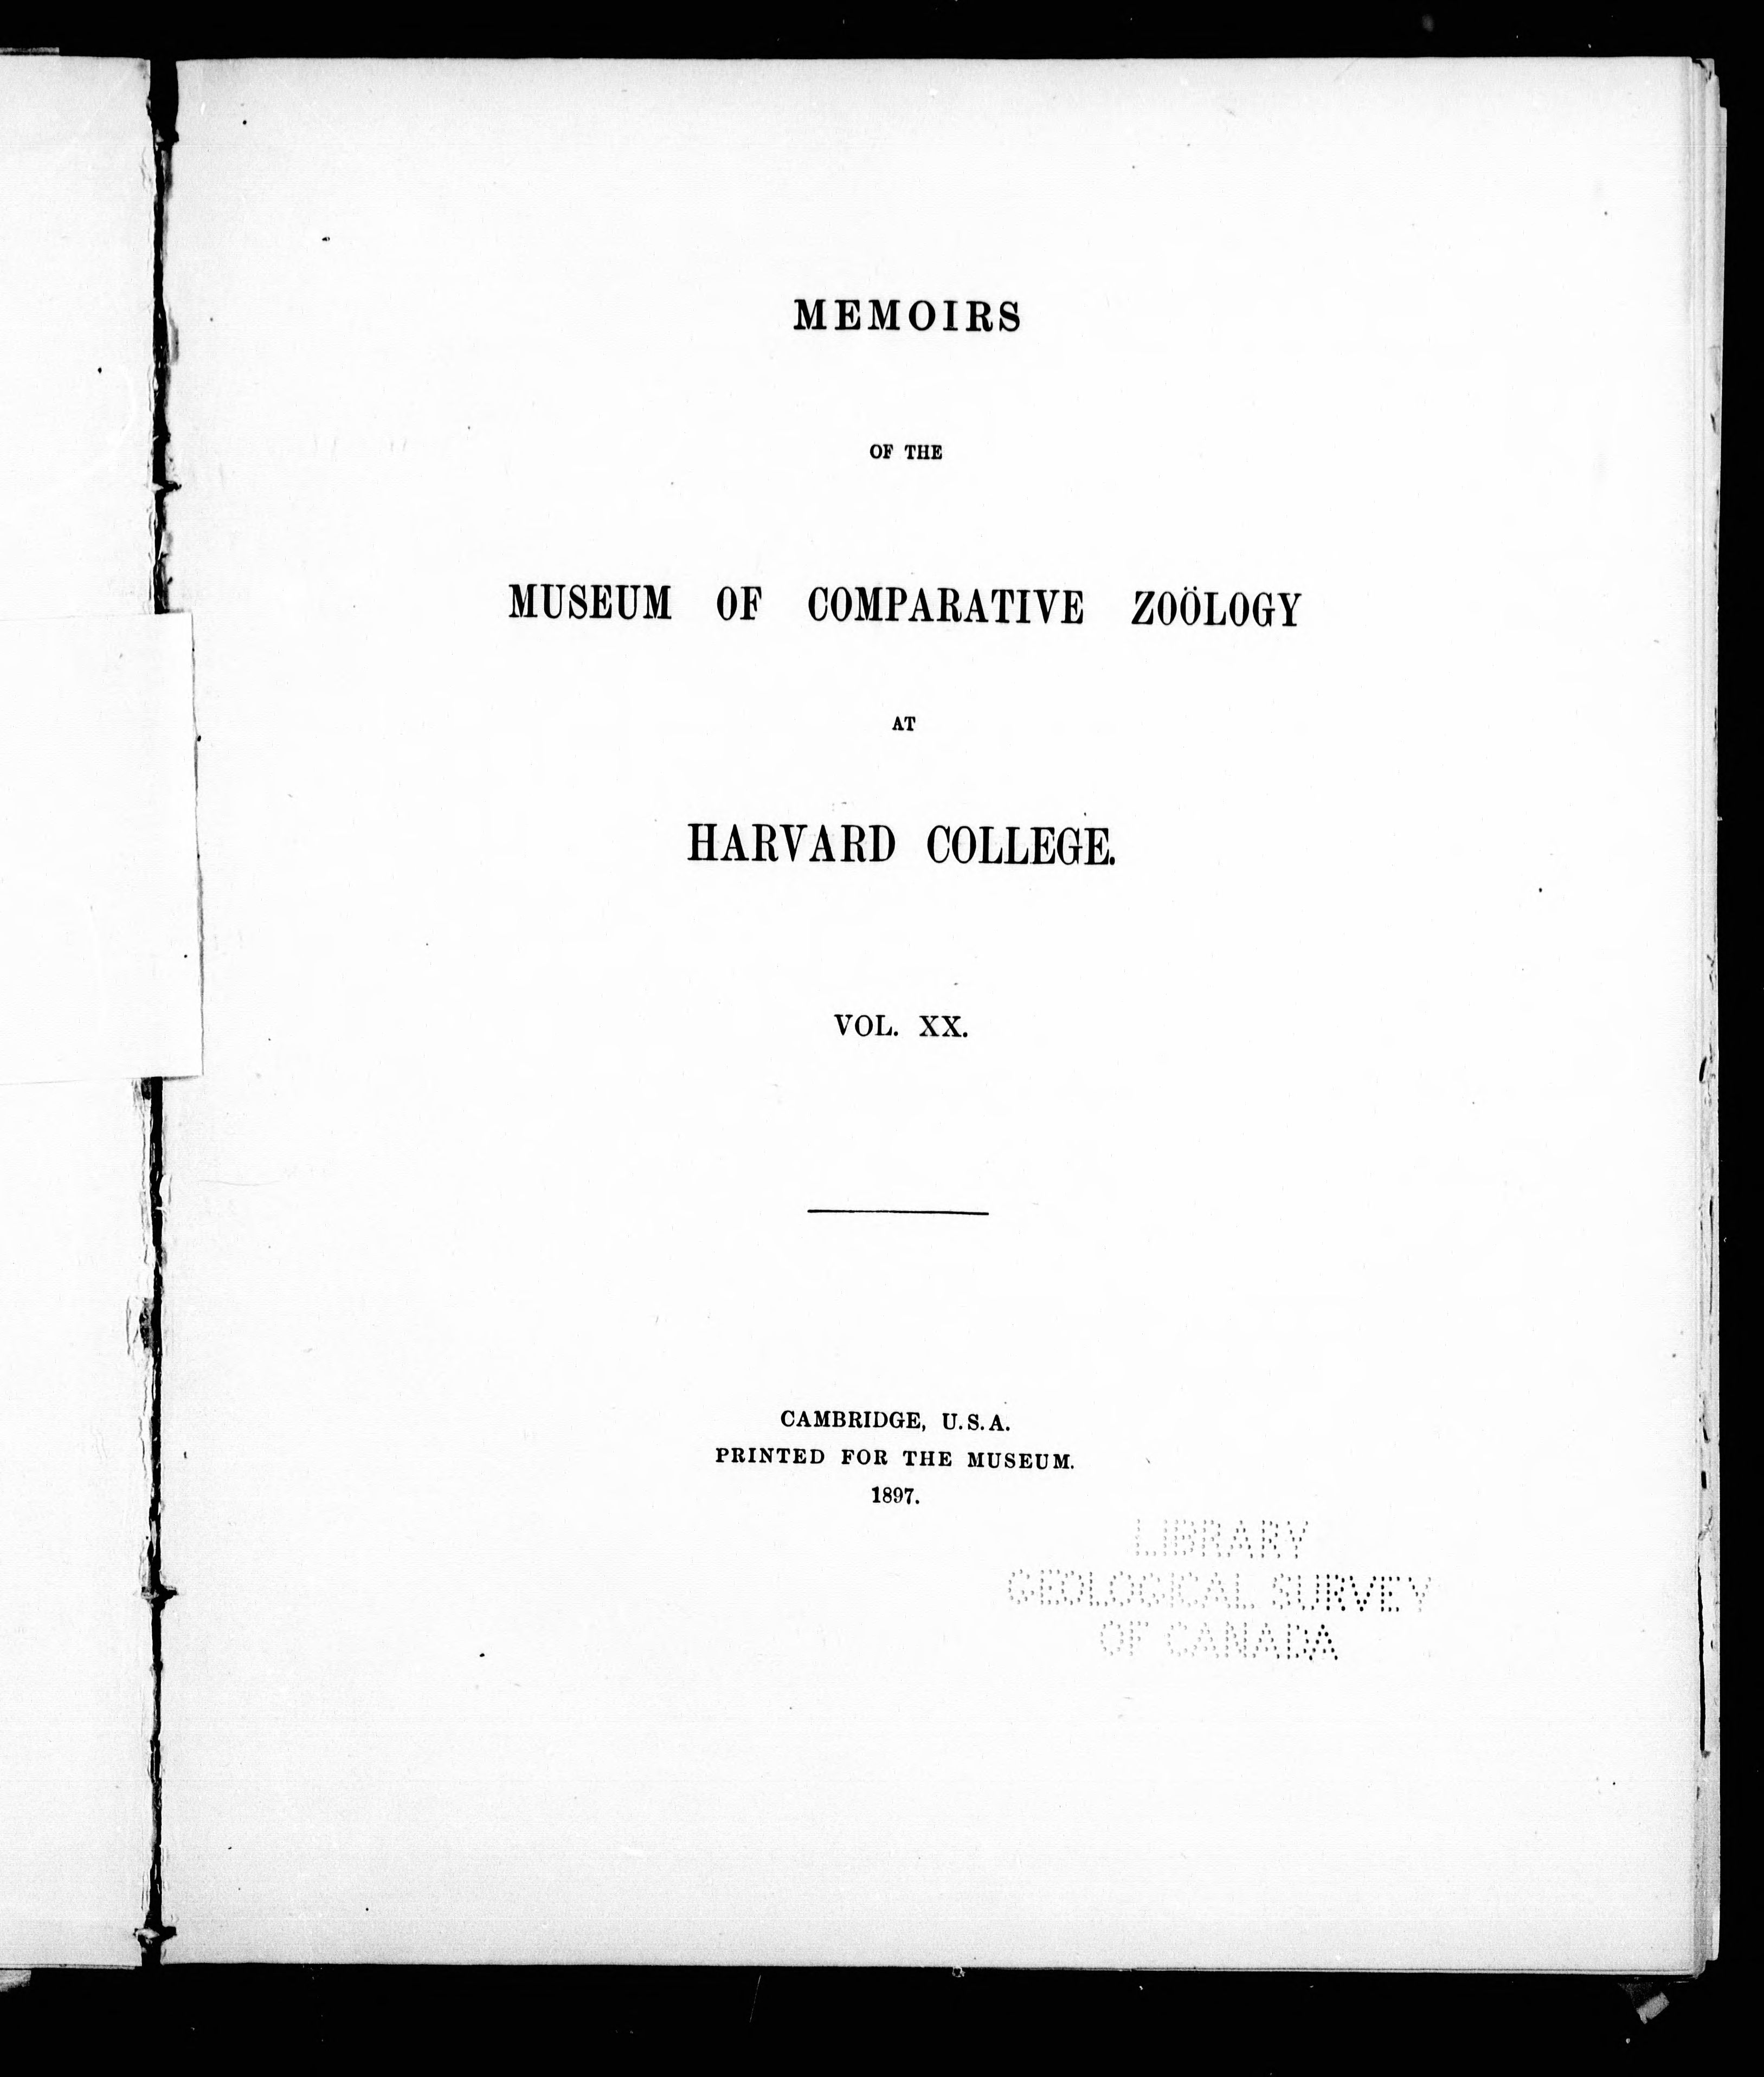 MEMOIRS
OF THE
MUSEUM OF COMPARATIVE ZOÖLOGY
AT
HARVARD COLLEGE.
VOL. XX.
CAMBRIDGE, U.S.A.
PRINTED FOR THE MUSEUM.
1897.
LIBRARY
GEOLOGICAL SURVEY
OF CANADA